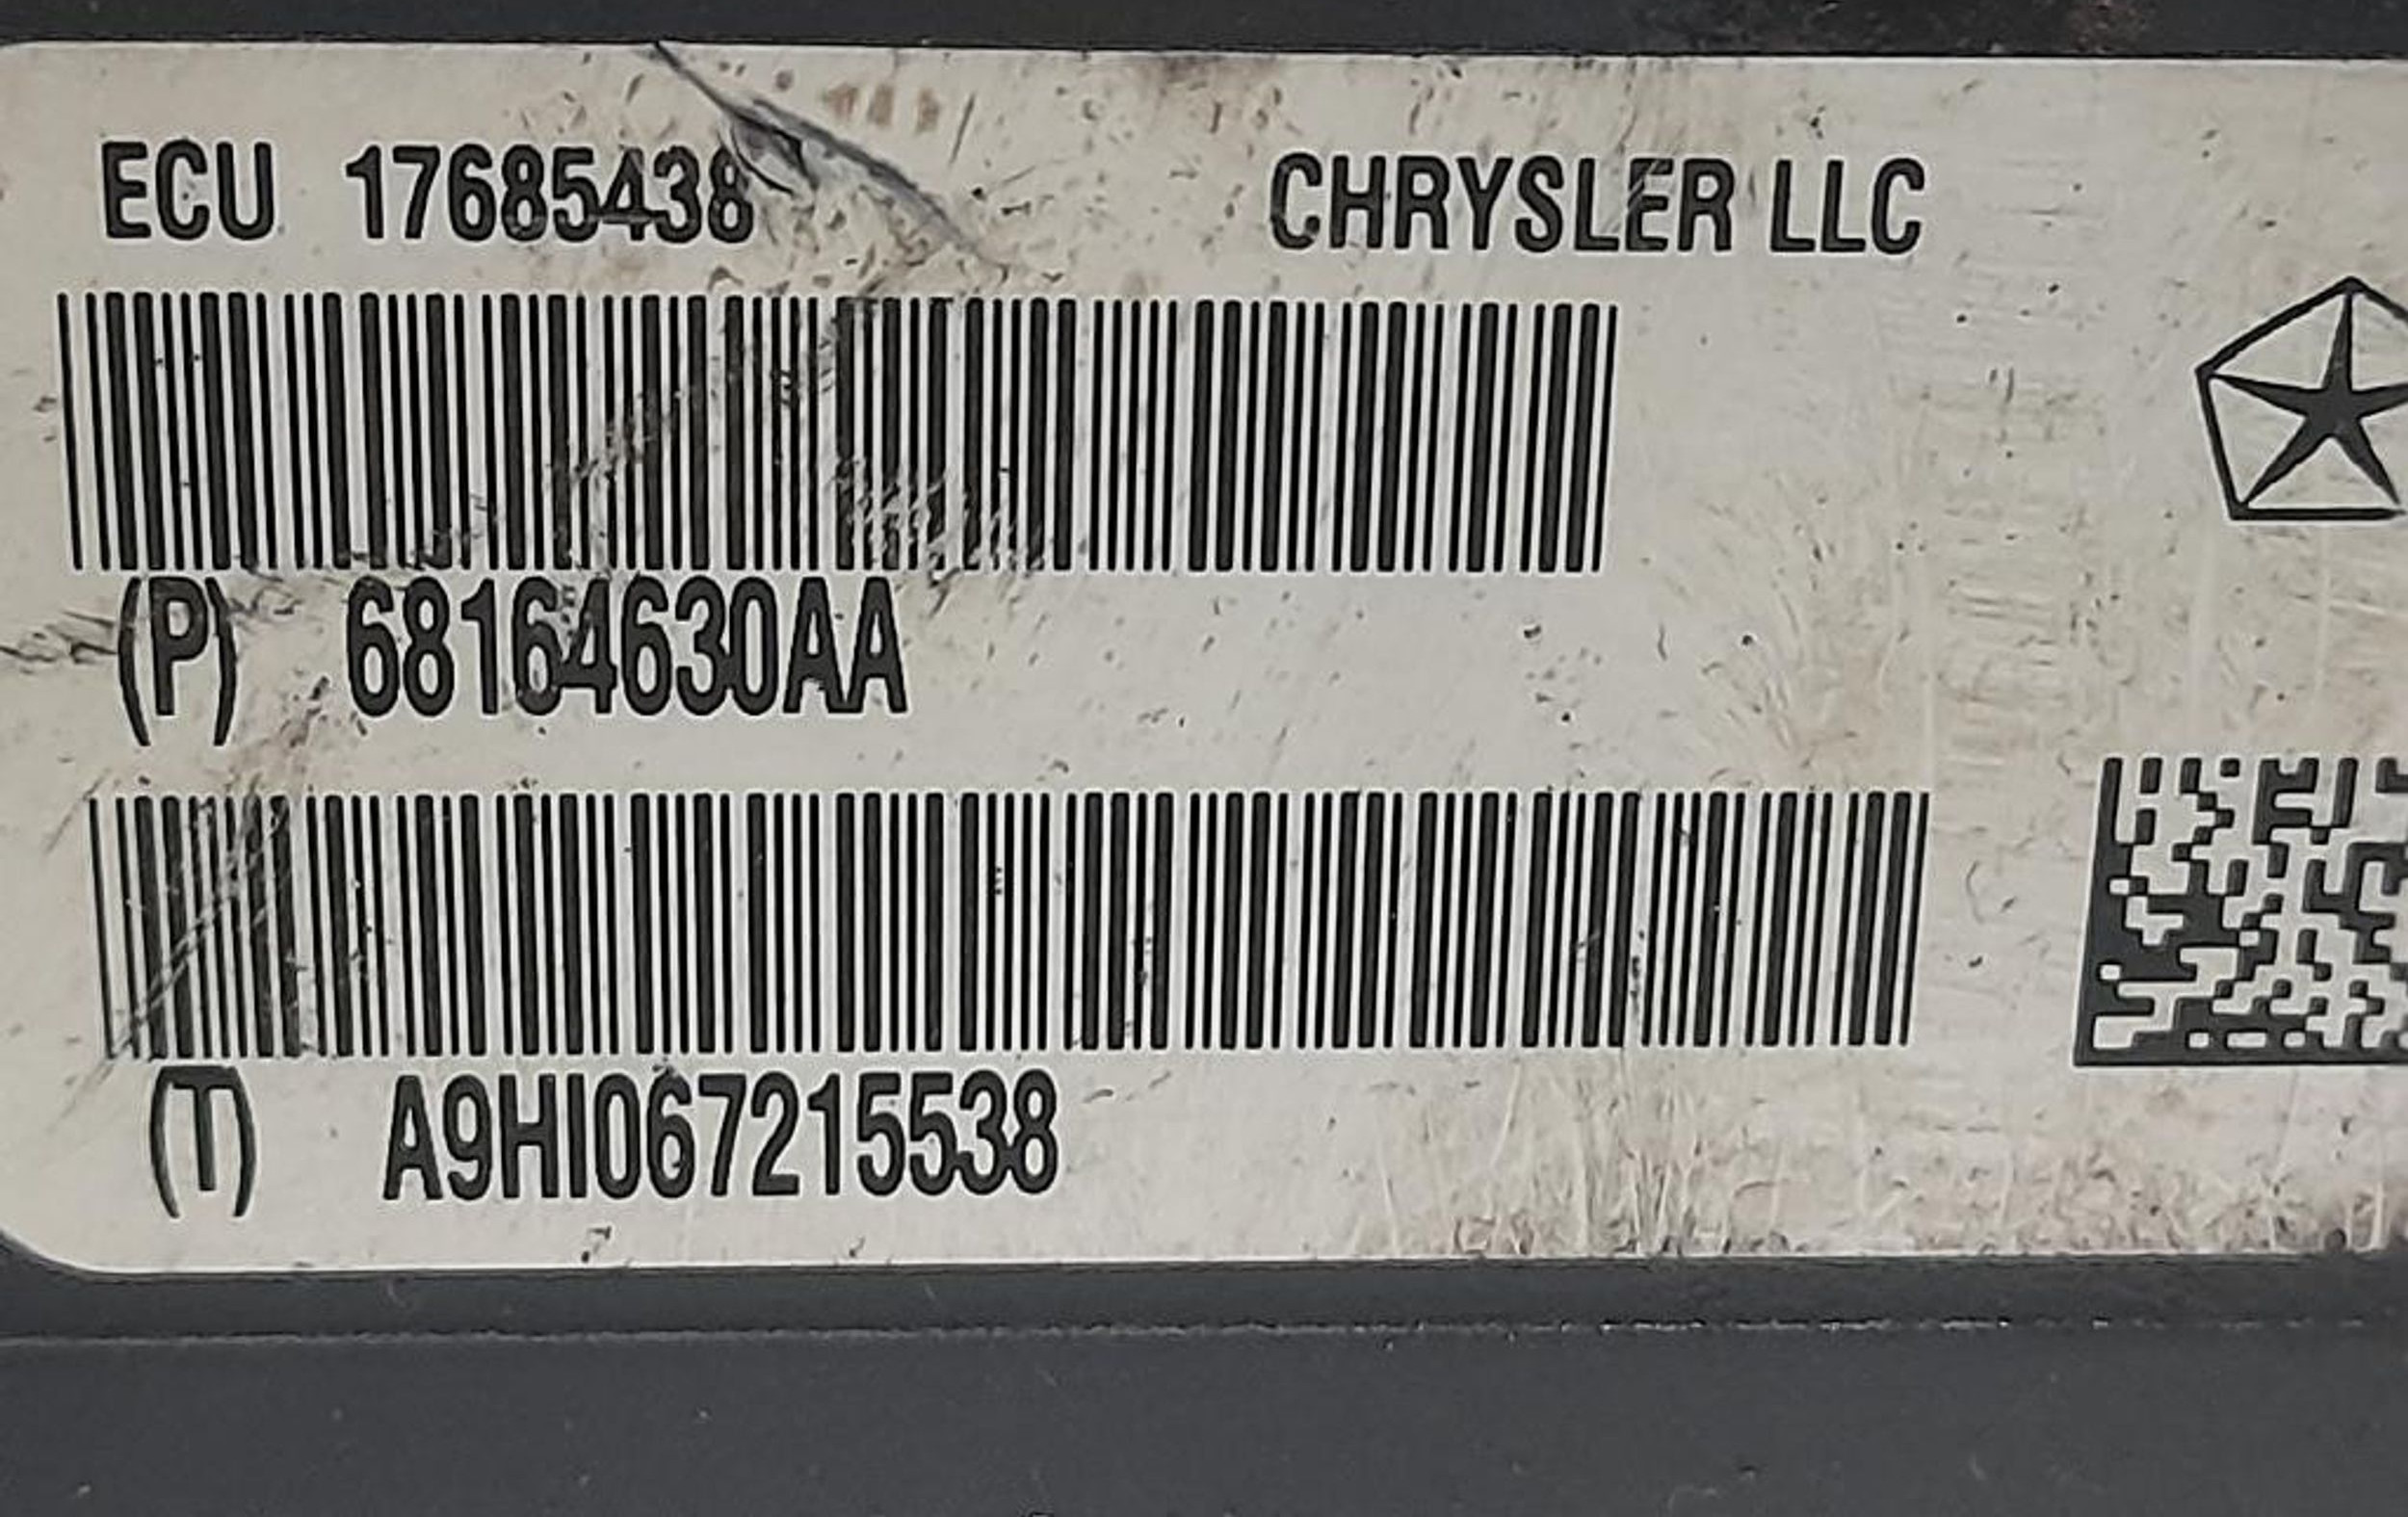 ECU 17685438 CHRYSLER LLC
(P) 68164630AA
(T) A9HI067215538